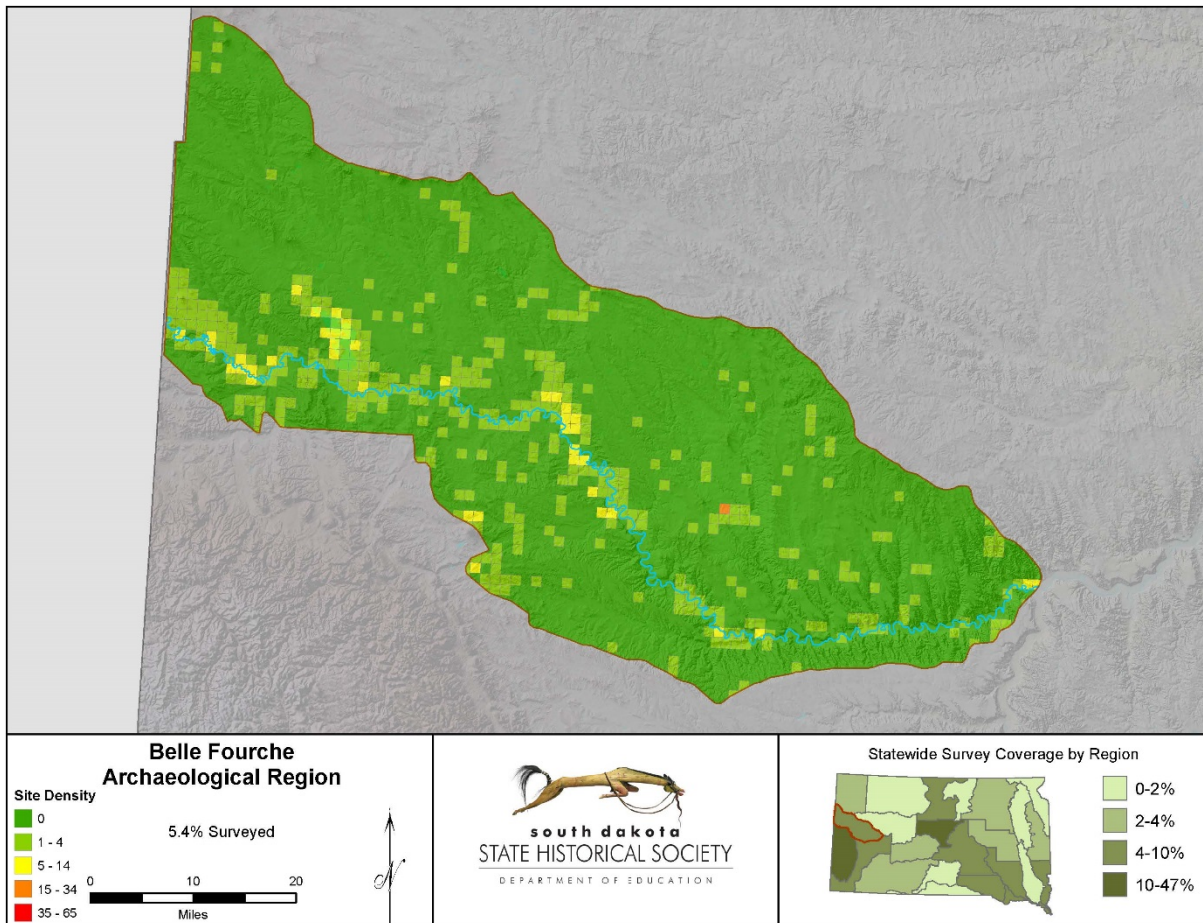 Belle Fourche
Archaeological Region
Site Density
0
1 - 4
5 - 14
15 - 34
35 - 65
5.4% Surveyed
0 10 20
Miles
N
south dakota
STATE HISTORICAL SOCIETY
DEPARTMENT OF EDUCATION
Statewide Survey Coverage by Region
0-2%
2-4%
4-10%
10-47%